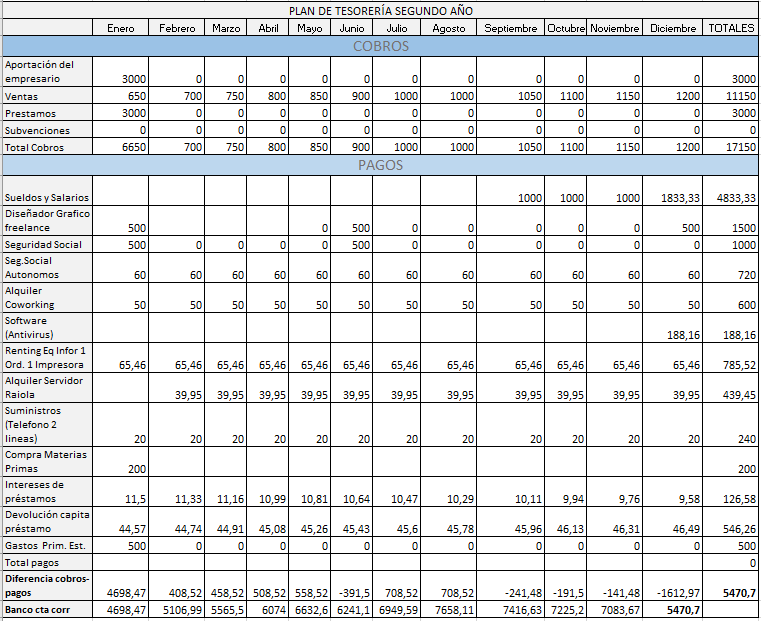 PLAN DE TESORERÍA SEGUNDO AÑO
Enero Febrero Marzo Abril Mayo Junio Julio Agosto Septiembre Octubre Noviembre Diciembre TOTALES
COBROS
Aportación del
empresario 3000 0 0 0 0 0 0 0 0 0 0 0 3000
Ventas 650 700 750 800 850 900 1000 1000 1050 1100 1150 1200 11150
Prestamos 3000 0 0 0 0 0 0 0 0 0 0 0 3000
Subvenciones 0 0 0 0 0 0 0 0 0 0 0 0 0
Total Cobros 6650 700 750 800 850 900 1000 1000 1050 1100 1150 1200 17150
PAGOS
Sueldos y Salarios 1000 1000 1000 1833,33 4833,33
Diseñador Grafico
freelance 500 0 500 0 0 0 0 0 500 1500
Seguridad Social 500 0 0 0 0 500 0 0 0 0 0 0 1000
Seg.Social
Autonomos 60 60 60 60 60 60 60 60 60 60 60 60 720
Alquiler
Coworking 50 50 50 50 50 50 50 50 50 50 50 50 600
Software
(Antivirus) 188,16 188,16
Renting Eq Infor 1
Ord. 1 Impresora 65,46 65,46 65,46 65,46 65,46 65,46 65,46 65,46 65,46 65,46 65,46 65,46 785,52
Alquiler Servidor
Raiola 39,95 39,95 39,95 39,95 39,95 39,95 39,95 39,95 39,95 39,95 39,95 439,45
Suministros
(Telefono 2
lineas) 20 20 20 20 20 20 20 20 20 20 20 20 240
Compra Materias
Primas 200 200
Intereses de
préstamos 11,5 11,33 11,16 10,99 10,81 10,64 10,47 10,29 10,11 9,94 9,76 9,58 126,58
Devolución capita
préstamo 44,57 44,74 44,91 45,08 45,26 45,43 45,6 45,78 45,96 46,13 46,31 46,49 546,26
Gastos Prim. Est. 500 0 0 0 0 0 0 0 0 0 0 0 500
Total pagos 0
Diferencia cobros-
pagos 4698,47 408,52 458,52 508,52 558,52 -391,5 708,52 708,52 -241,48 -191,5 -141,48 -1612,97 5470,7
Banco cta corr 4698,47 5106,99 5565,5 6074 6632,6 6241,1 6949,59 7658,11 7416,63 7225,2 7083,67 5470,7